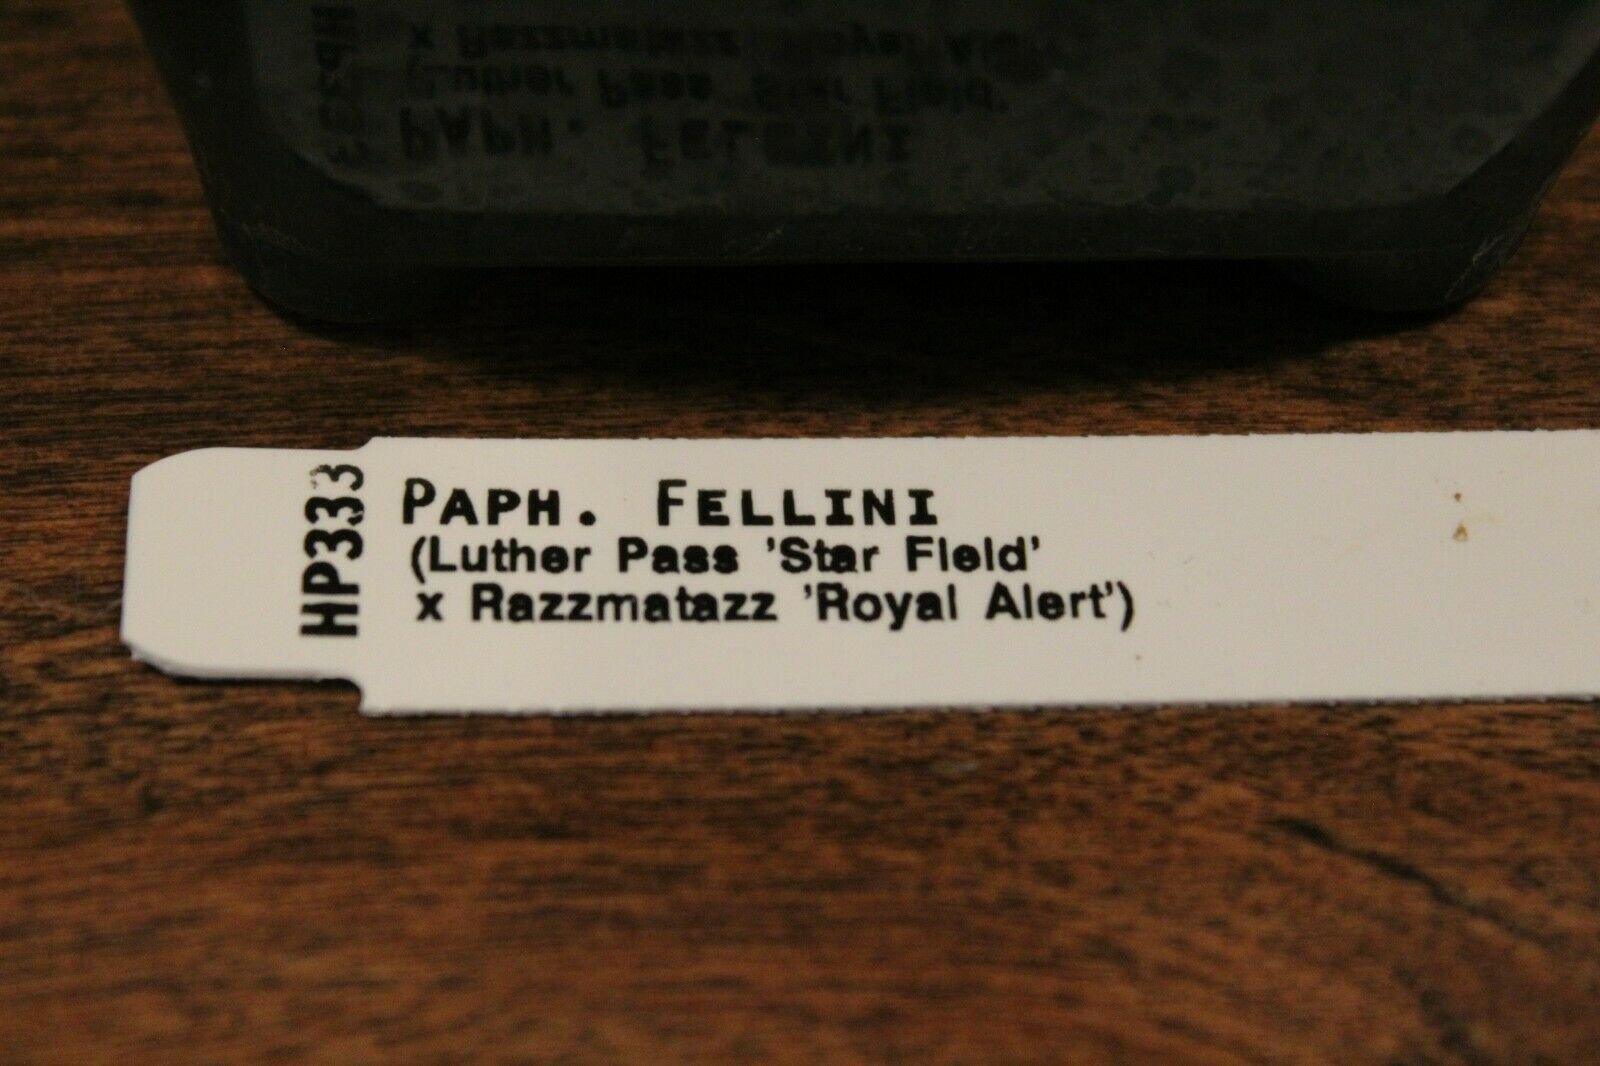 HP333
PAPH. FELLINI
(Luther Pass 'Star Field'
x Razzmatazz 'Royal Alert')